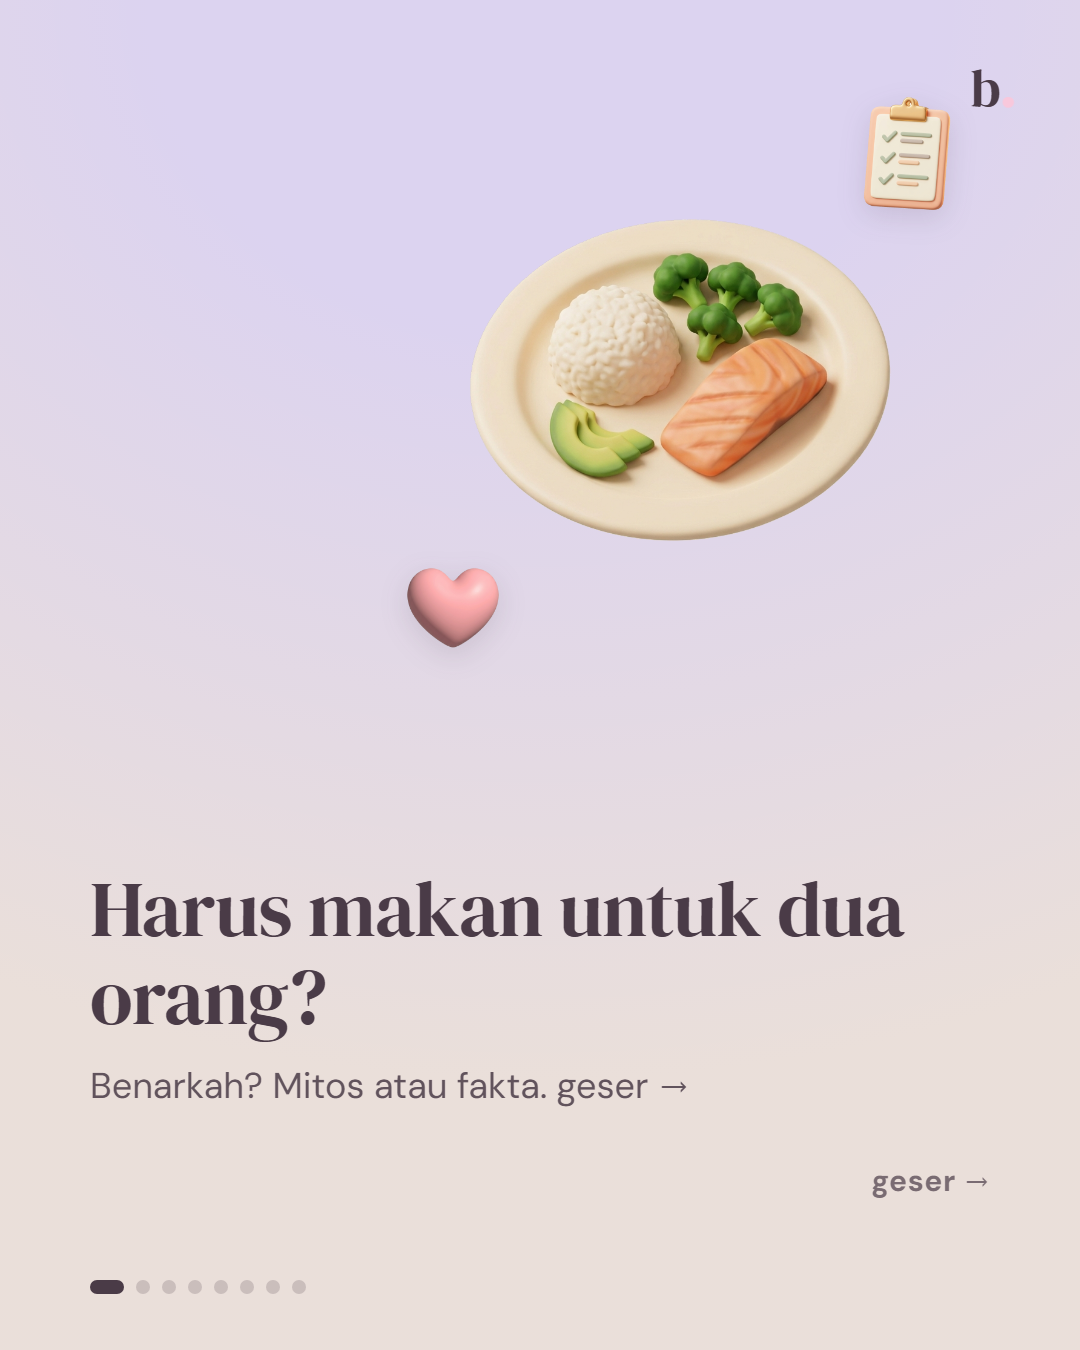 b.
Harus makan untuk dua
orang?
Benarkah? Mitos atau fakta. geser →
geser →